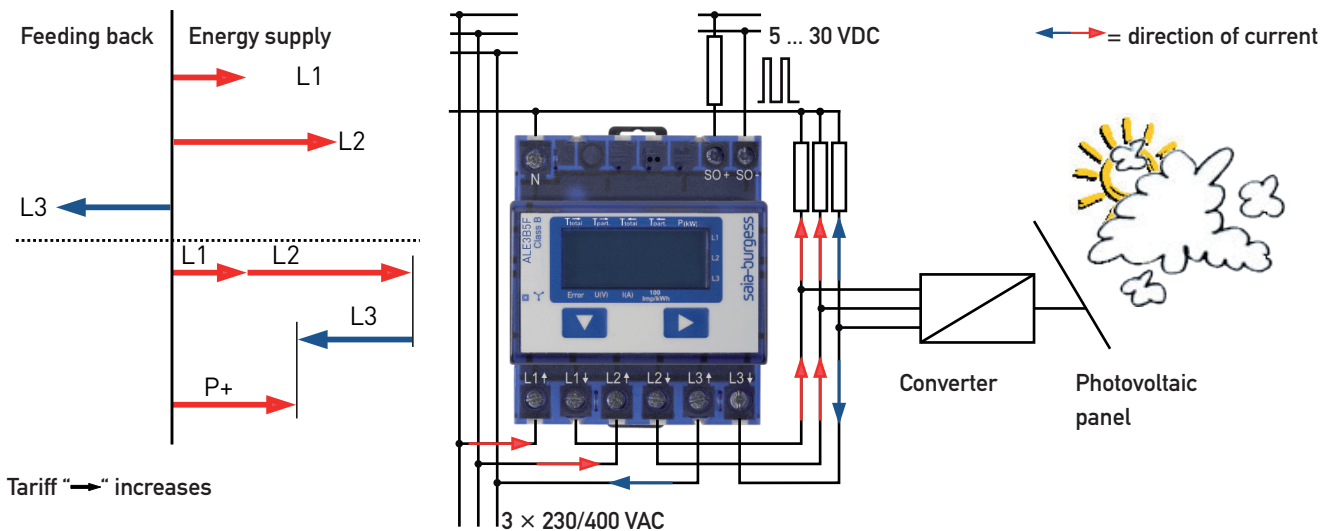 Feeding back
Energy supply
L1
L2
L3
L1
L2
L3
P+
Tariff "➞" increases
5 ... 30 VDC
= direction of current
N
SO+
SO-
ALE3B5F
Class B
Ttotal Tpart. Ttotal Tpart. P(kW)
L1
L2
L3
Error U(V) I(A) 100 Imp/kWh
saia-burgess
L1↑ L1↓ L2↑ L2↓ L3↑ L3↓
3 × 230/400 VAC
Converter
Photovoltaic
panel